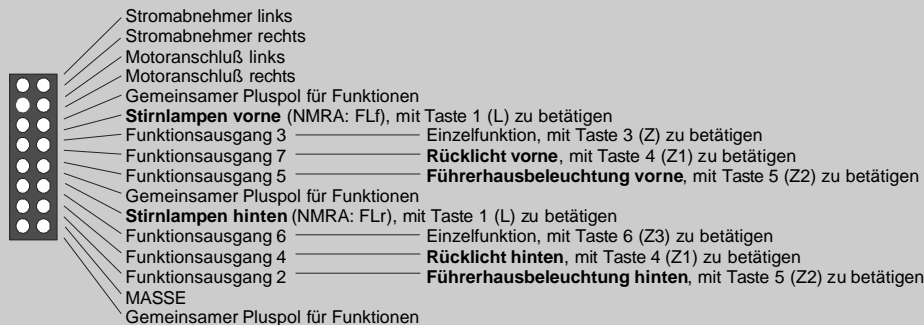 Stromabnehmer links
Stromabnehmer rechts
Motoranschluß links
Motoranschluß rechts
Gemeinsamer Pluspol für Funktionen
Stirnlampen vorne (NMRA: FLf), mit Taste 1 (L) zu betätigen
Funktionsausgang 3 Einzelfunktion, mit Taste 3 (Z) zu betätigen
Funktionsausgang 7 Rücklicht vorne, mit Taste 4 (Z1) zu betätigen
Funktionsausgang 5 Führerhausbeleuchtung vorne, mit Taste 5 (Z2) zu betätigen
Gemeinsamer Pluspol für Funktionen
Stirnlampen hinten (NMRA: FLr), mit Taste 1 (L) zu betätigen
Funktionsausgang 6 Einzelfunktion, mit Taste 6 (Z3) zu betätigen
Funktionsausgang 4 Rücklicht hinten, mit Taste 4 (Z1) zu betätigen
Funktionsausgang 2 Führerhausbeleuchtung hinten, mit Taste 5 (Z2) zu betätigen
MASSE
Gemeinsamer Pluspol für Funktionen